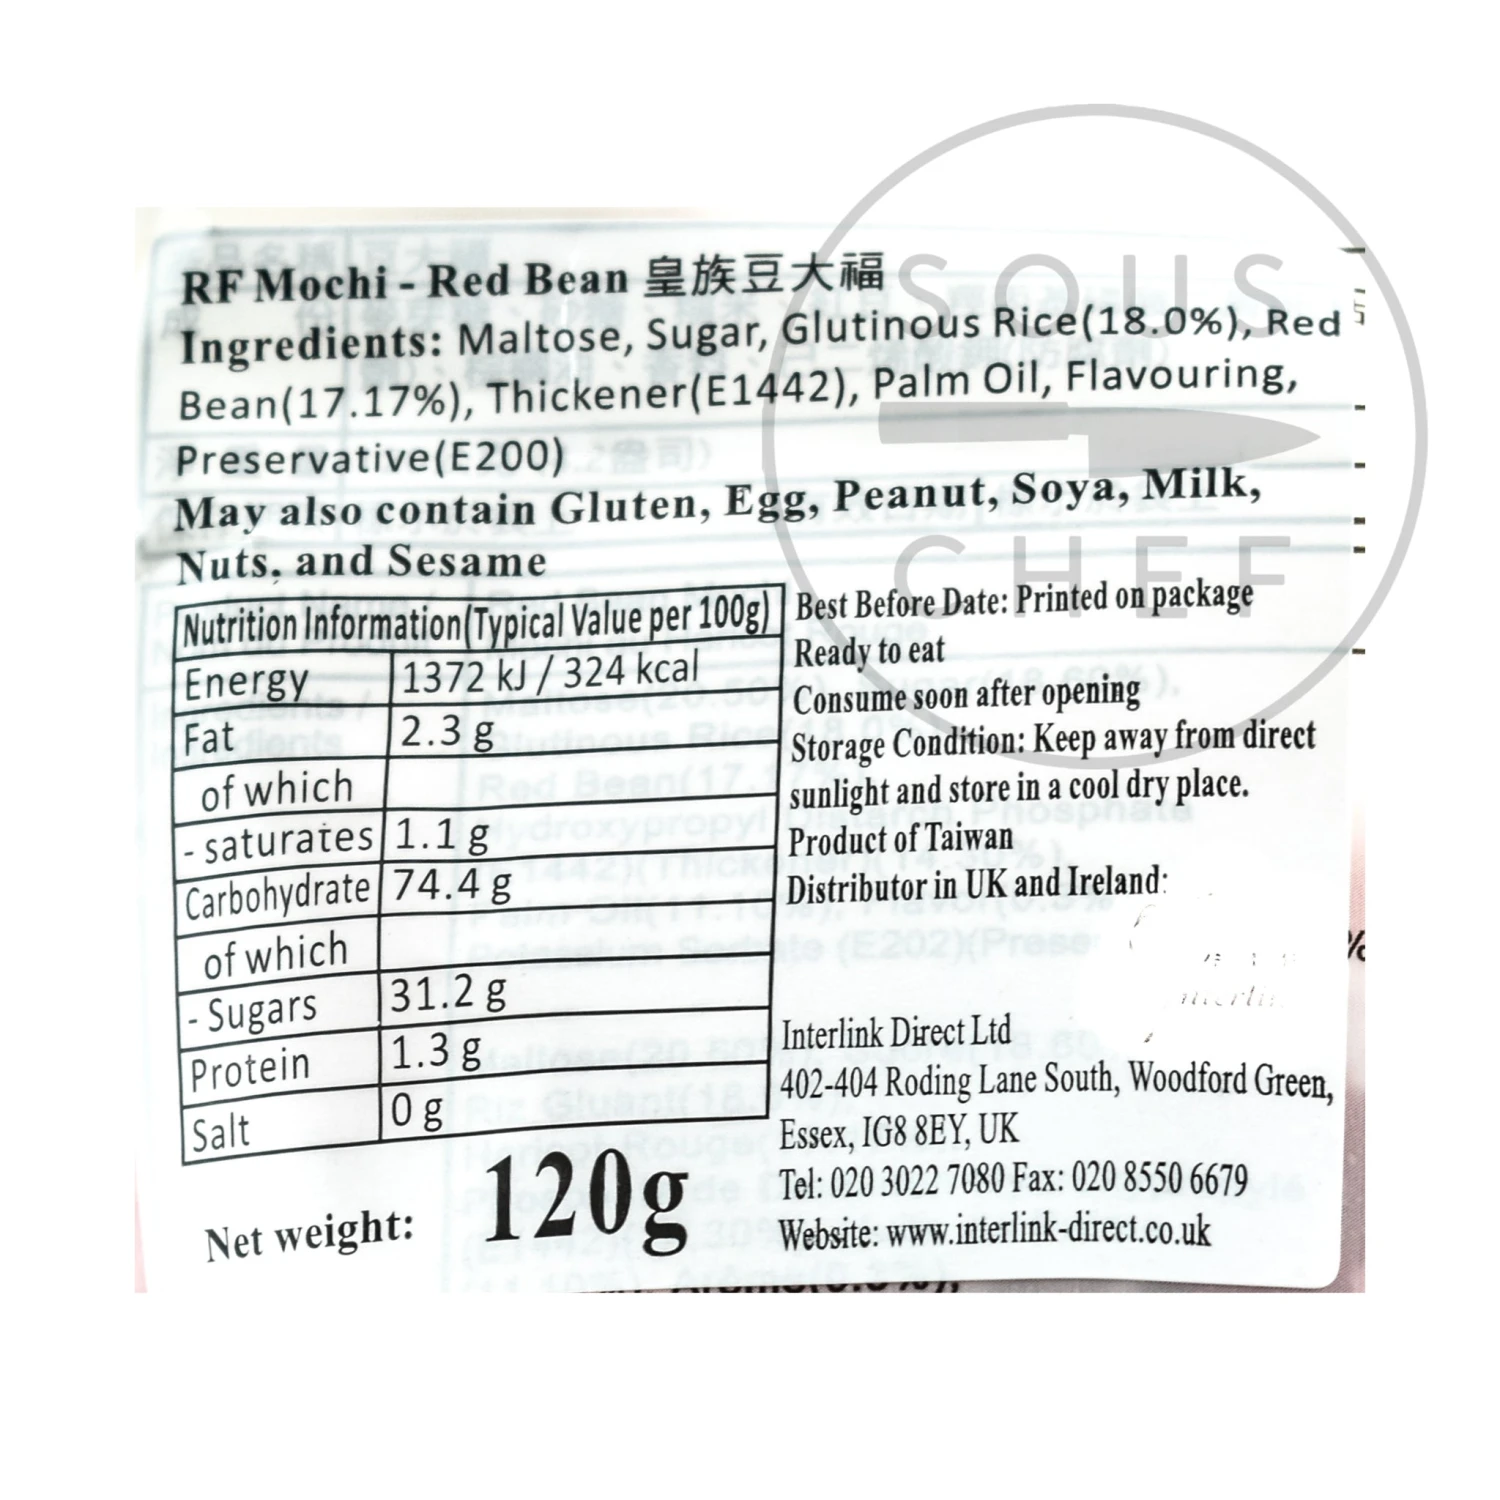 SOUS
CHEF
RF Mochi - Red Bean 皇族豆大福
Ingredients: Maltose, Sugar, Glutinous Rice(18.0%), Red
Bean(17.17%), Thickener(E1442), Palm Oil, Flavouring,
Preservative(E200)
May also contain Gluten, Egg, Peanut, Soya, Milk,
Nuts, and Sesame
Nutrition Information(Typical Value per 100g)
Energy 1372 kJ / 324 kcal
Fat 2.3 g
of which
- saturates 1.1 g
Carbohydrate 74.4 g
of which
- Sugars 31.2 g
Protein 1.3 g
Salt 0 g
Net weight: 120g
Best Before Date: Printed on package
Ready to eat
Consume soon after opening
Storage Condition: Keep away from direct
sunlight and store in a cool dry place.
Product of Taiwan
Distributor in UK and Ireland:
Interlink Direct Ltd
402-404 Roding Lane South, Woodford Green,
Essex, IG8 8EY, UK
Tel: 020 3022 7080 Fax: 020 8550 6679
Website: www.interlink-direct.co.uk